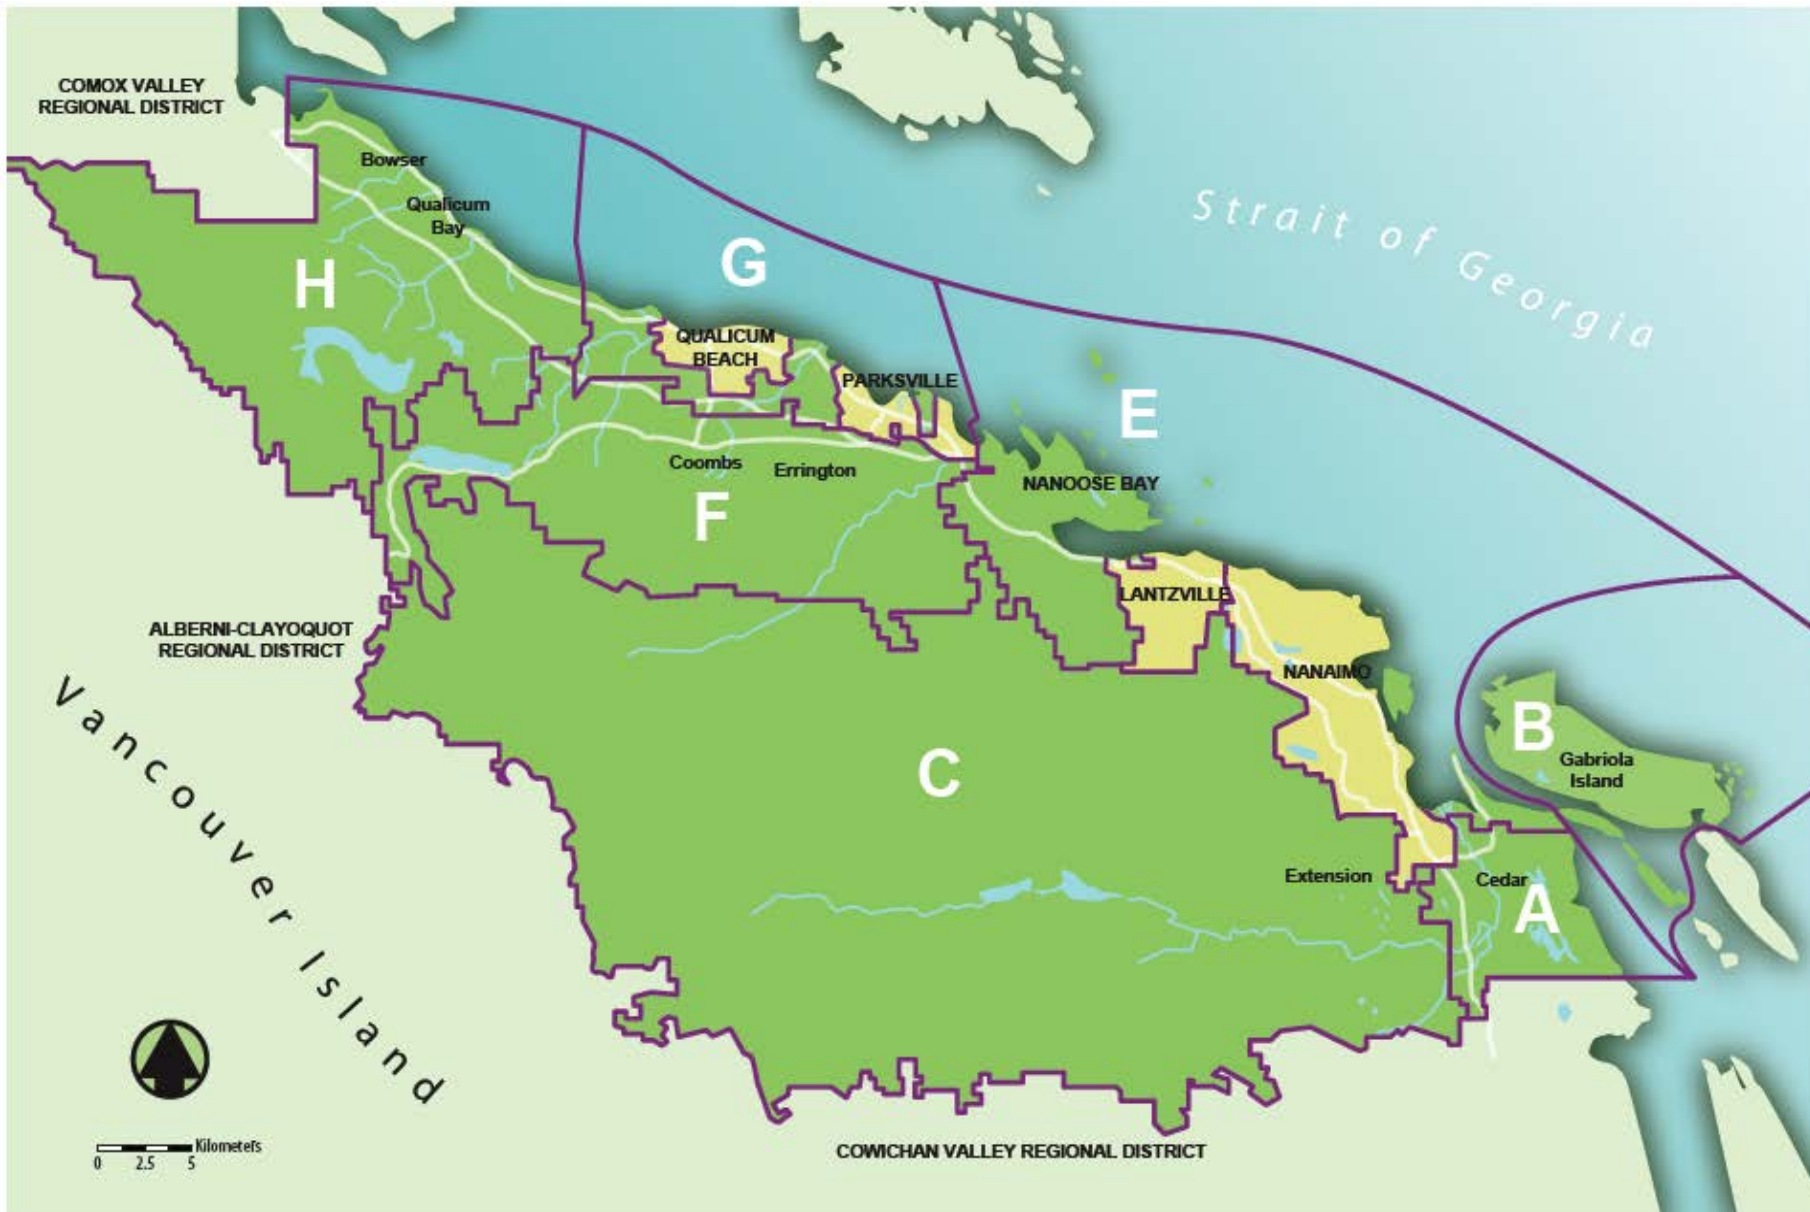 COMOX VALLEY
REGIONAL DISTRICT
Bowser
Qualicum
Bay
Strait of Georgia
G
H
QUALICUM
BEACH
PARKSVILLE
E
Coombs
Errington
NANOOSE BAY
F
LANTZVILLE
ALBERNI-CLAYOQUOT
REGIONAL DISTRICT
NANAIMO
Vancouver Island
B
Gabriola
Island
C
Extension
Cedar
A
Kilometers
0 2.5 5
COWICHAN VALLEY REGIONAL DISTRICT